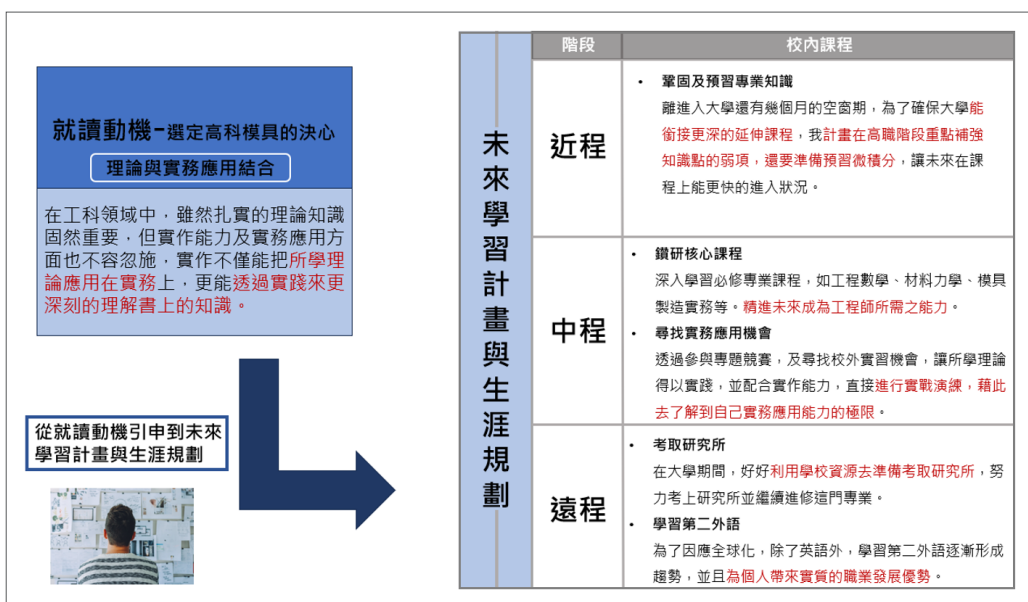 就讀動機-選定高科模具的決心
理論與實務應用結合
在工科領域中，雖然扎實的理論知識
固然重要，但實作能力及實務應用方
面也不容忽施，實作不僅能把所學理
論應用在實務上，更能透過實踐來更
深刻的理解書上的知識。
從就讀動機引申到未來
學習計畫與生涯規劃
未來學習計畫與生涯規劃
階段
校內課程
近程
• 鞏固及預習專業知識
離進入大學還有幾個月的空窗期，為了確保大學能
銜接更深的延伸課程，我計畫在高職階段重點補強
知識點的弱項，還要準備預習微積分，讓未來在課
程上能更快的進入狀況。
中程
• 鑽研核心課程
深入學習必修專業課程，如工程數學、材料力學、模具
製造實務等。精進未來成為工程師所需之能力。
• 尋找實務應用機會
透過參與專題競賽，及尋找校外實習機會，讓所學理論
得以實踐，並配合實作能力，直接進行實戰演練，藉此
去了解到自己實務應用能力的極限。
遠程
• 考取研究所
在大學期間，好好利用學校資源去準備考取研究所，努
力考上研究所並繼續進修這門專業。
• 學習第二外語
為了因應全球化，除了英語外，學習第二外語逐漸形成
趨勢，並且為個人帶來實質的職業發展優勢。